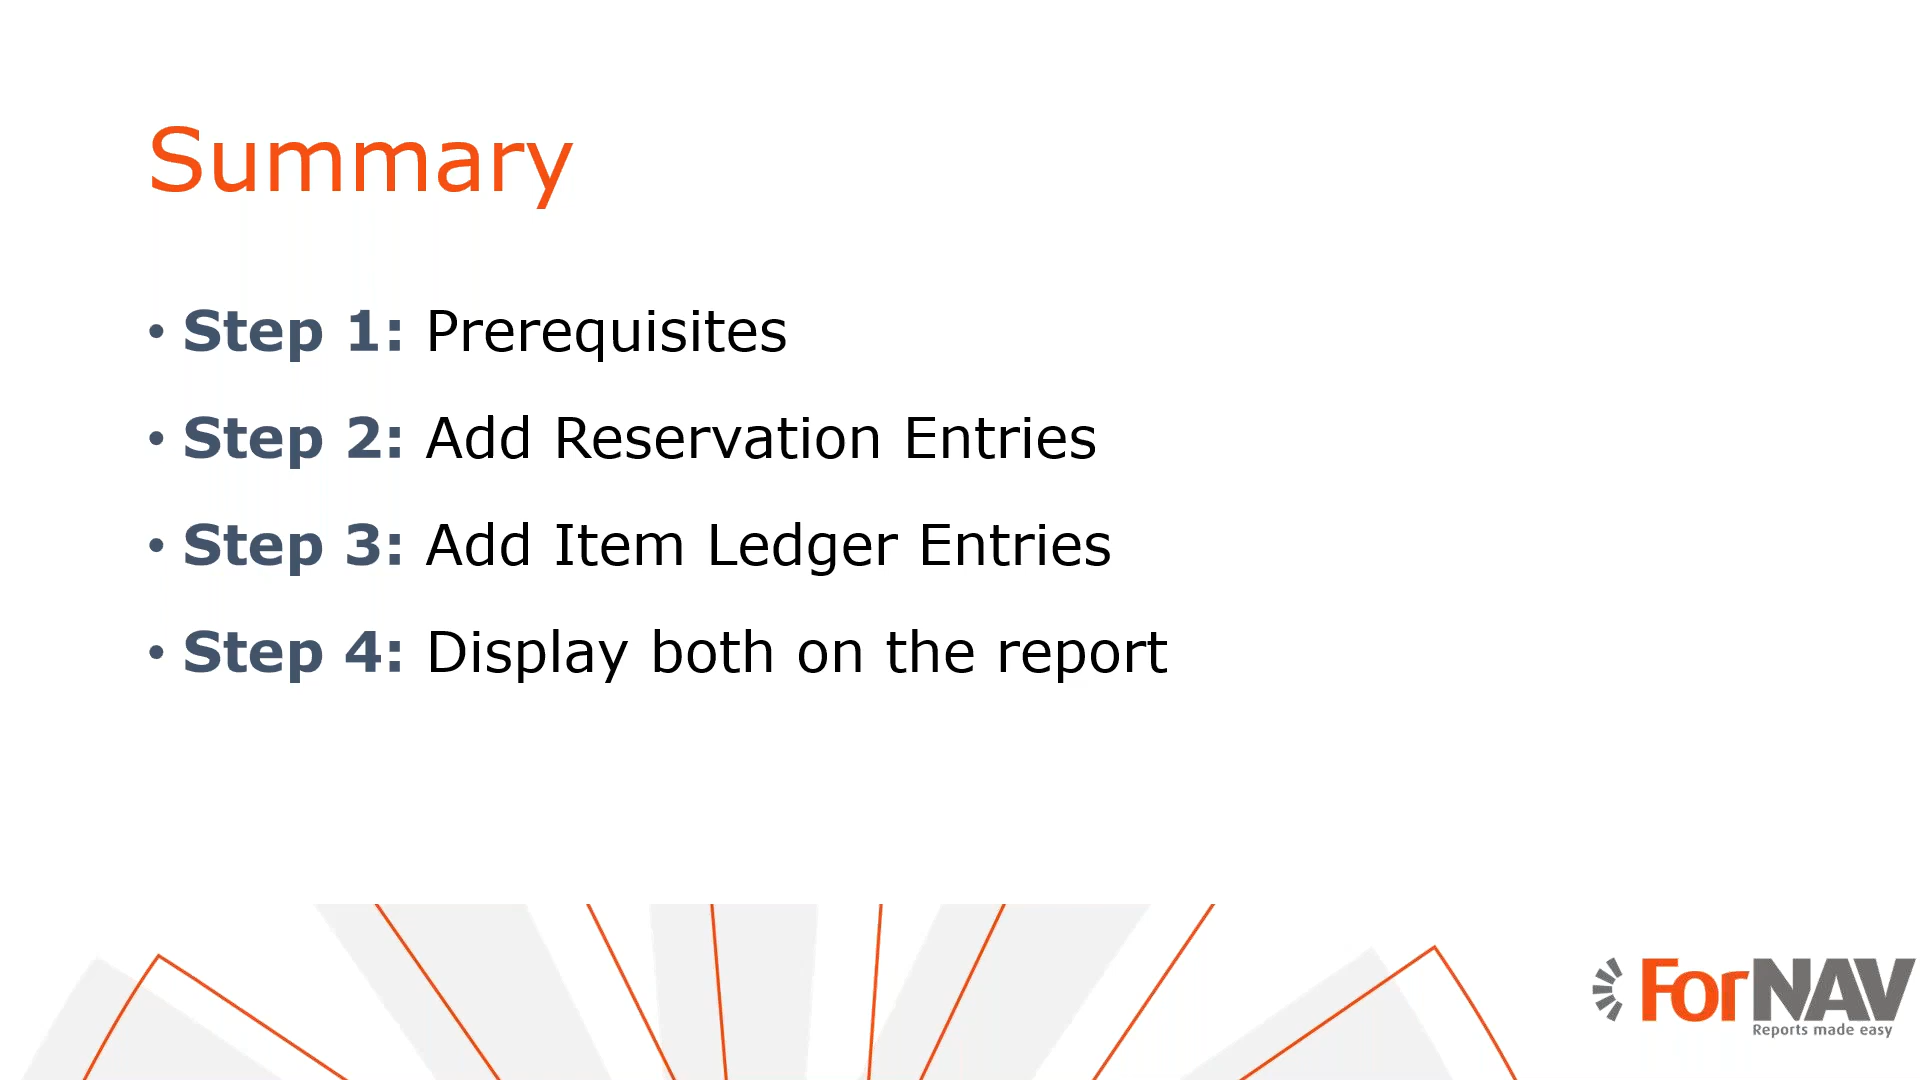 Summary
• Step 1: Prerequisites
• Step 2: Add Reservation Entries
• Step 3: Add Item Ledger Entries
• Step 4: Display both on the report
ForNAV
Reports made easy